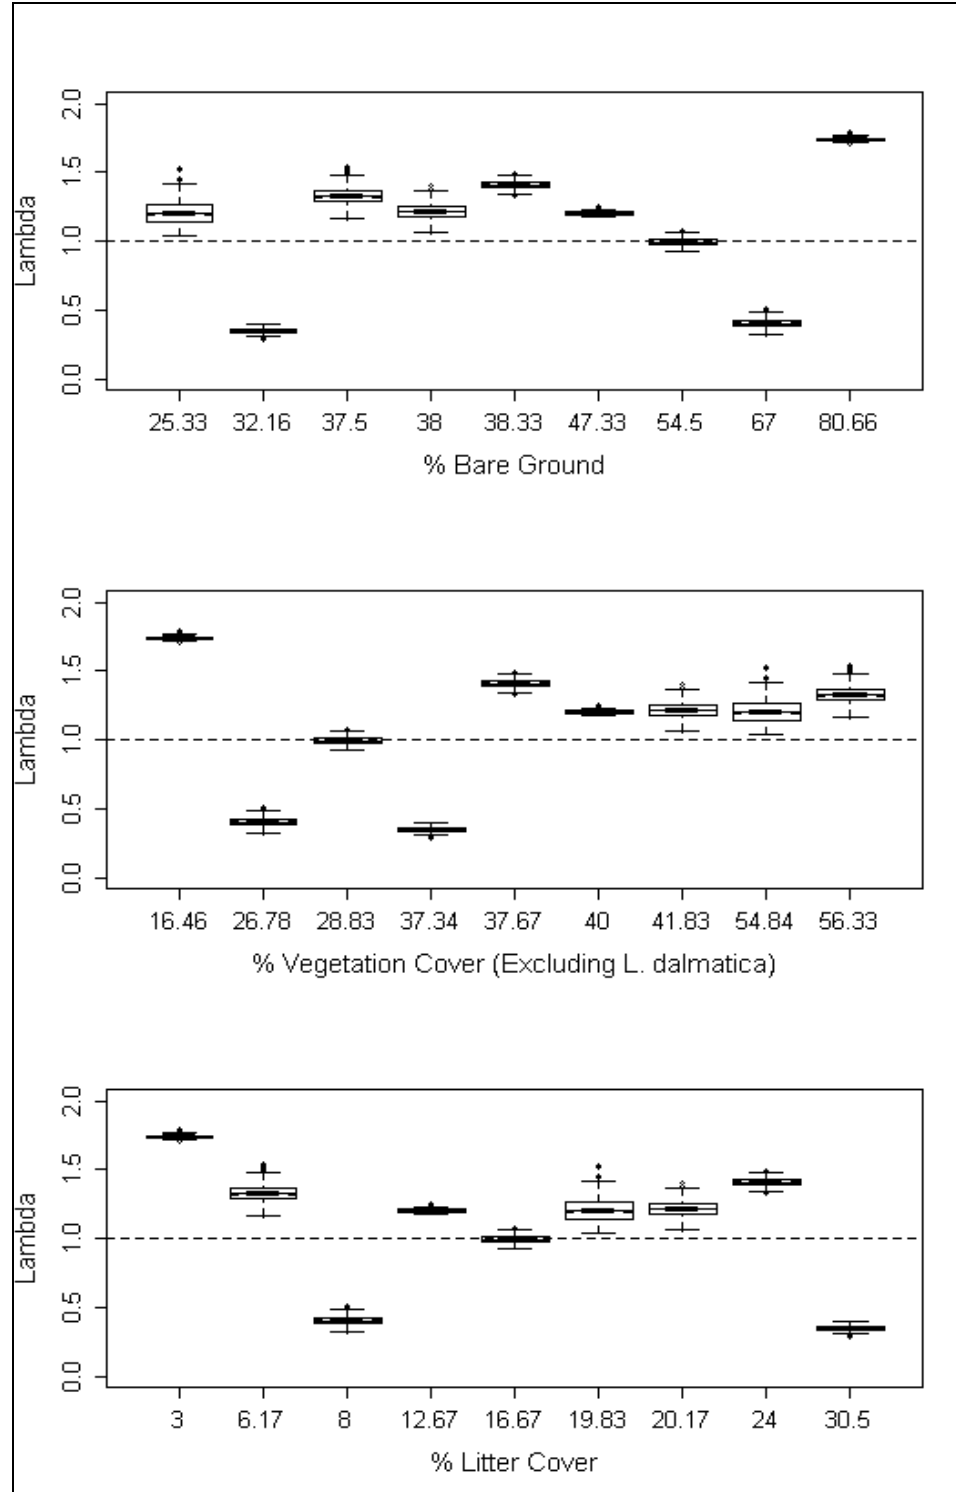 Lambda
2.0
1.5
1.0
0.5
0.0
25.33 32.16 37.5 38 38.33 47.33 54.5 67 80.66
% Bare Ground
Lambda
2.0
1.5
1.0
0.5
0.0
16.46 26.78 28.83 37.34 37.67 40 41.83 54.84 56.33
% Vegetation Cover (Excluding L. dalmatica)
Lambda
2.0
1.5
1.0
0.5
0.0
3 6.17 8 12.67 16.67 19.83 20.17 24 30.5
% Litter Cover